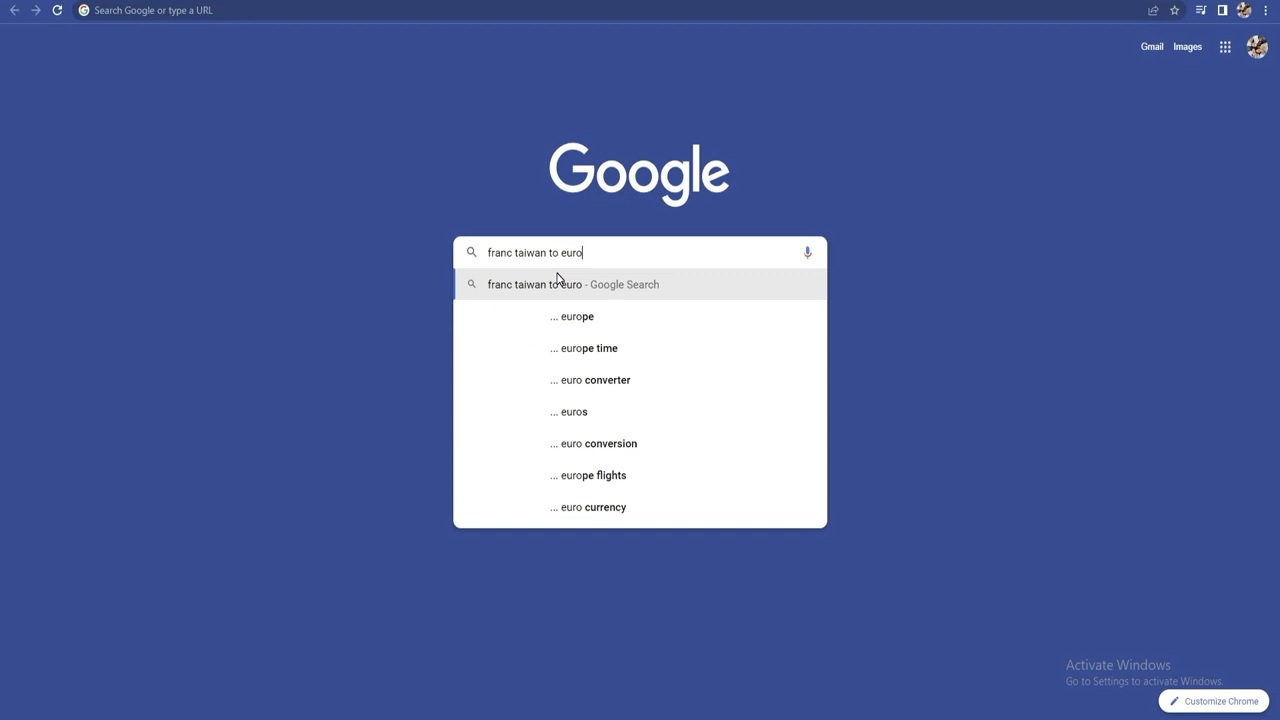 Search Google or type a URL
Gmail Images
Google
franc taiwan to euro
franc taiwan to euro - Google Search
... europe
... europe time
... euro converter
... euros
... euro conversion
... europe flights
... euro currency
Activate Windows
Go to Settings to activate Windows.
Customize Chrome